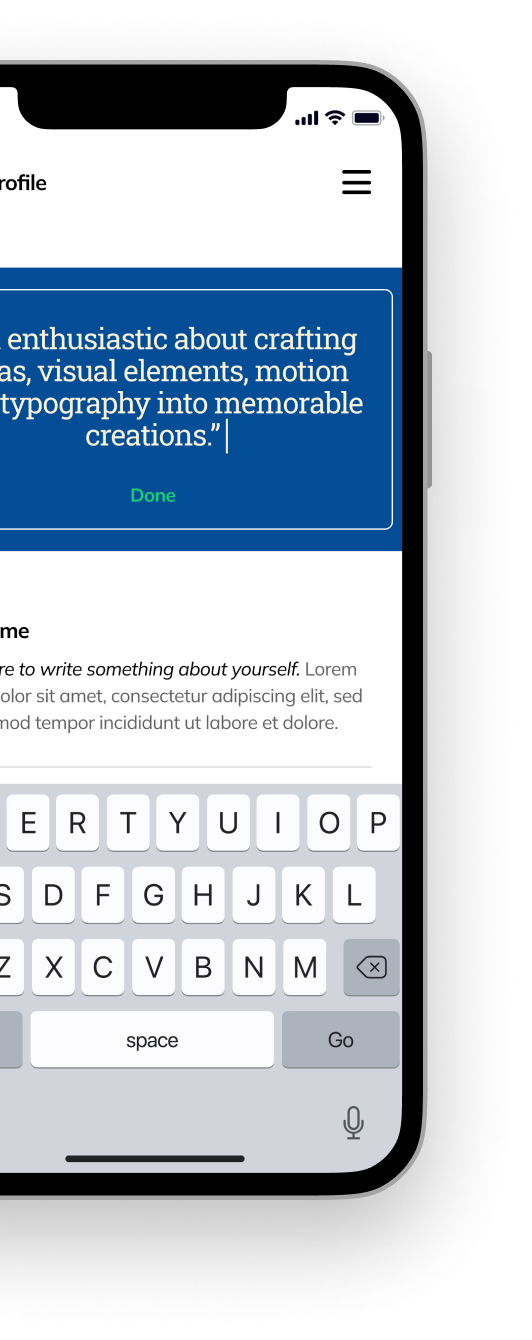 rofile
enthusiastic about crafting
as, visual elements, motion
typography into memorable
creations.”
Done
me
re to write something about yourself. Lorem
olor sit amet, consectetur adipiscing elit, sed
mod tempor incididunt ut labore et dolore.
E R T Y U I O P
S D F G H J K L
Z X C V B N M
space Go